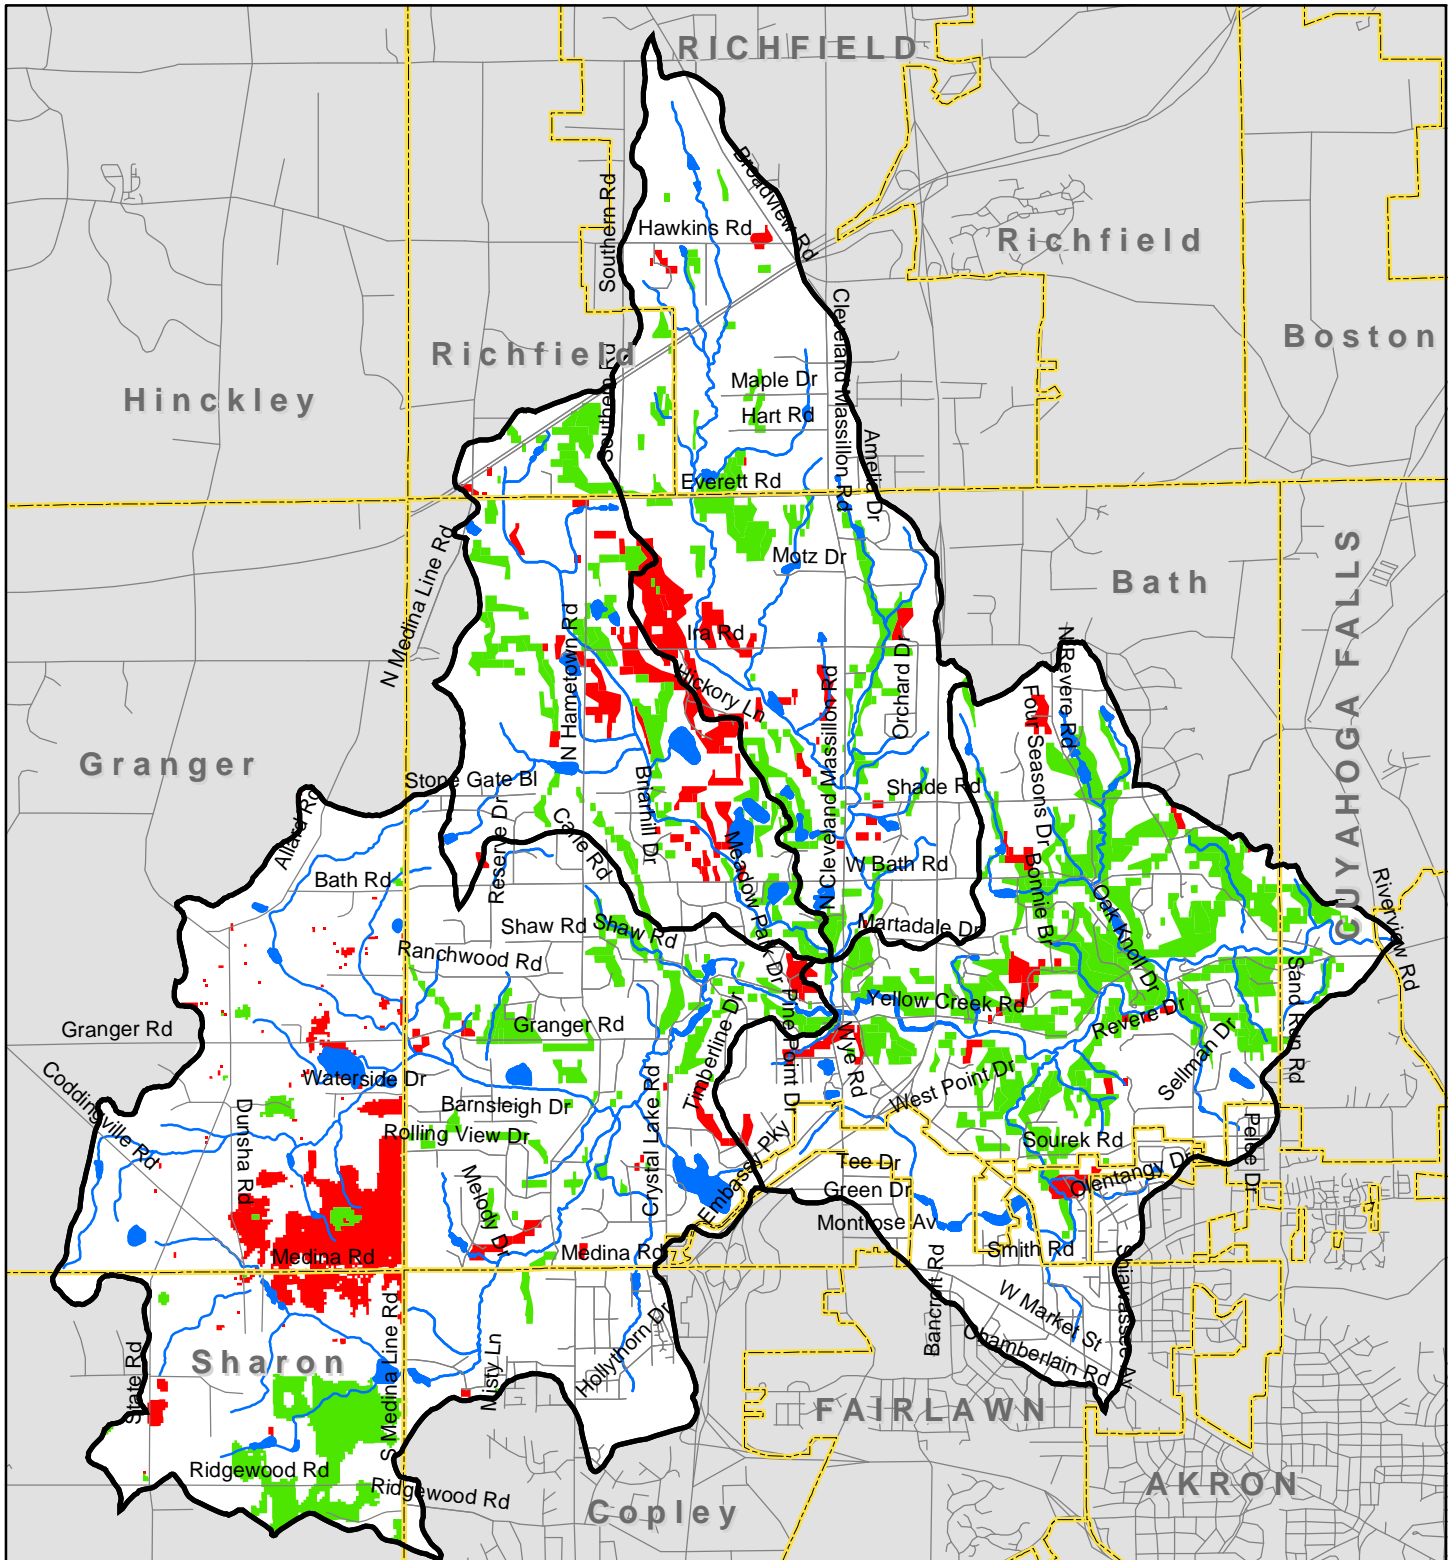 RICHFIELD
Broadview Rd
Southern Rd
Hawkins Rd
Richfield
Cleveland Massillon Rd
Boston
Richfield
Southern Rd
Hinckley
Maple Dr
Hart Rd
Amelia Dr
Everett Rd
N Medina Line Rd
Motz Dr
Bath
CUYAHOGA FALLS
N Hametown Rd
Ira Rd
Hickory Ln
Orchard Dr
N Revere Rd
Four Seasons Dr
N Cleveland Massillon Rd
Granger
Stone Gate Bl
Briarhill Dr
Shade Rd
Allard Rd
Reserve Dr
Carie Rd
Meadow Park Dr
W Bath Rd
Bonnie Br
Bath Rd
Oak Knoll Dr
Riverview Rd
Shaw Rd
Shaw Rd
Martadale Dr
Ranchwood Rd
Sand Run Rd
Pine Point Dr
Yellow Creek Rd
Granger Rd
Granger Rd
Timberline Dr
Wye Rd
Revere Dr
Sellman Dr
Coddingville Rd
Waterside Dr
West Point Dr
Barnsleigh Dr
Crystal Lake Rd
Dunsha Rd
Rolling View Dr
Embassy Pky
Sourek Rd
Pelee Dr
Tee Dr
Melody Dr
Green Dr
Olentangy Dr
Montrose Av
Medina Rd
Medina Rd
Smith Rd
Bancroft Rd
Shiawassee Av
W Market St
State Rd
Sharon
S Medina Line Rd
Misty Ln
Hollythorn Dr
Chamberlain Rd
FAIRLAWN
Ridgewood Rd
Ridgewood Rd
Copley
AKRON